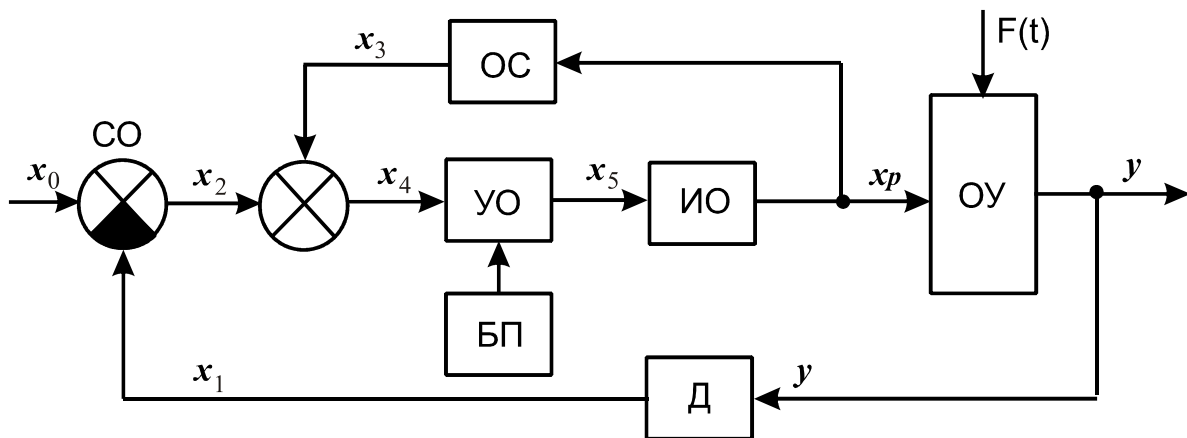 F(t)
x₃
ОС
СО
x₀
x₂
x₄
УО
x₅
ИО
xₚ
ОУ
y
БП
x₁
Д
y